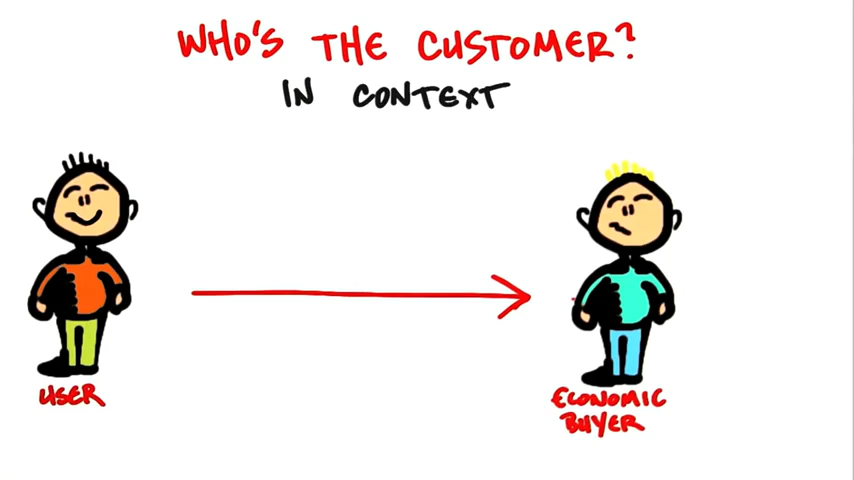 WHO'S THE CUSTOMER?
IN CONTEXT
USER
ECONOMIC
BUYER